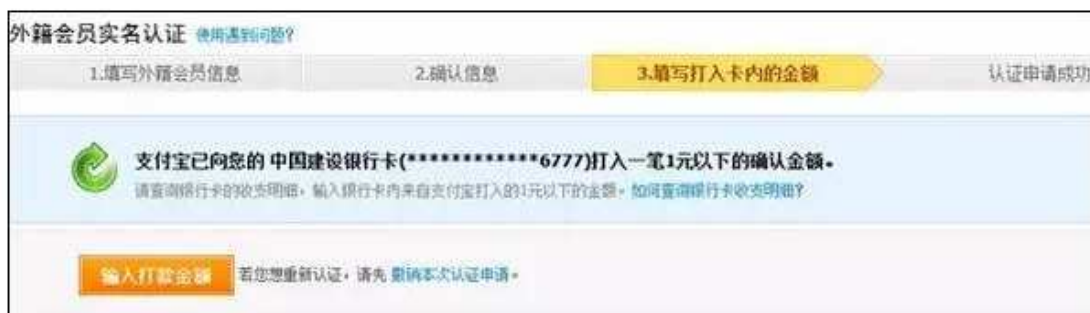 外籍会员实名认证 使用遇到问题?
1.填写外籍会员信息 2.确认信息 3.填写打入卡内的金额 认证申请成功
支付宝已向您的 中国建设银行卡(************6777)打入一笔1元以下的确认金额。
请查询银行卡的收支明细，输入银行卡内来自支付宝打入的1元以下的金额。如何查询银行卡收支明细?
输入打款金额 若您想重新认证，请先 撤销本次认证申请。